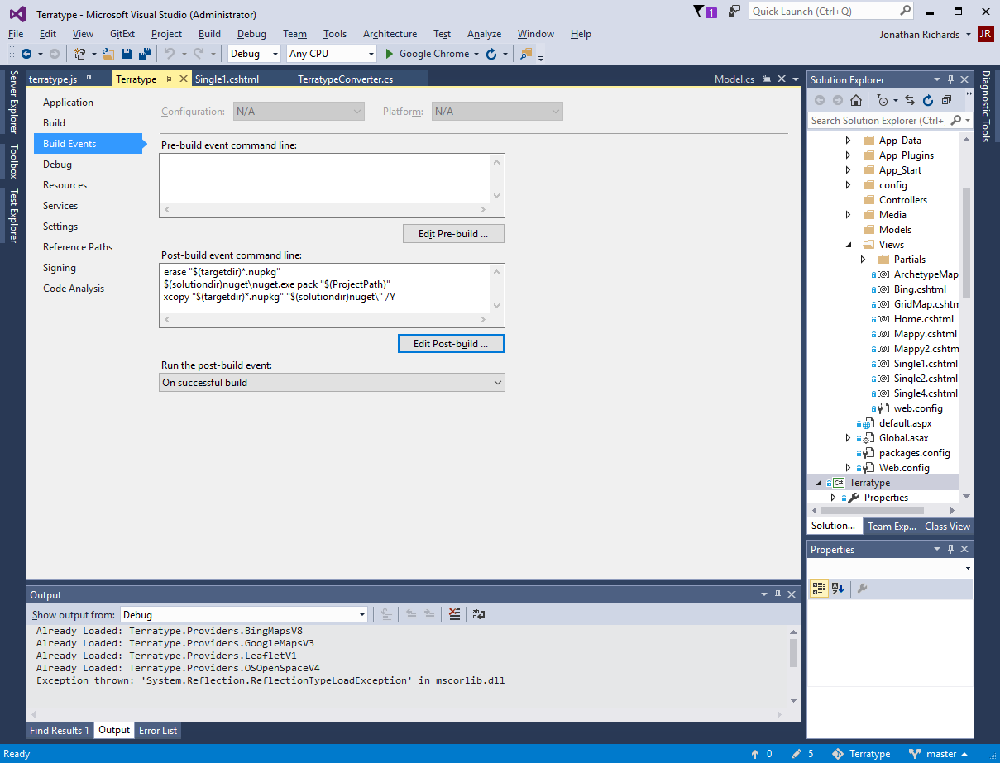 Terratype - Microsoft Visual Studio (Administrator)
1
Quick Launch (Ctrl+Q)
File Edit View GitExt Project Build Debug Team Tools Architecture Test Analyze Window Help
Jonathan Richards JR
Debug Any CPU Google Chrome
Server Explorer
Toolbox
Test Explorer
terratype.js Terratype Single1.cshtml TerratypeConverter.cs Model.cs
Application
Build
Build Events
Debug
Resources
Services
Settings
Reference Paths
Signing
Code Analysis
Configuration: N/A Platform: N/A
Pre-build event command line:
Edit Pre-build ...
Post-build event command line:
erase "$(targetdir)*.nupkg"
$(solutiondir)nuget\nuget.exe pack "$(ProjectPath)"
xcopy "$(targetdir)*.nupkg" "$(solutiondir)nuget\" /Y
Edit Post-build ...
Run the post-build event:
On successful build
Solution Explorer
Search Solution Explorer (Ctrl+
App_Data
App_Plugins
App_Start
config
Controllers
Media
Models
Views
Partials
ArchetypeMap
Bing.cshtml
GridMap.cshtm
Home.cshtml
Mappy.cshtml
Mappy2.cshtm
Single1.cshtml
Single2.cshtml
Single4.cshtml
web.config
default.aspx
Global.asax
packages.config
Web.config
C# Terratype
Properties
Solution... Team Exp... Class View
Properties
Diagnostic Tools
Output
Show output from: Debug
Already Loaded: Terratype.Providers.BingMapsV8
Already Loaded: Terratype.Providers.GoogleMapsV3
Already Loaded: Terratype.Providers.LeafletV1
Already Loaded: Terratype.Providers.OSOpenSpaceV4
Exception thrown: 'System.Reflection.ReflectionTypeLoadException' in mscorlib.dll
Find Results 1 Output Error List
Ready 0 5 Terratype master